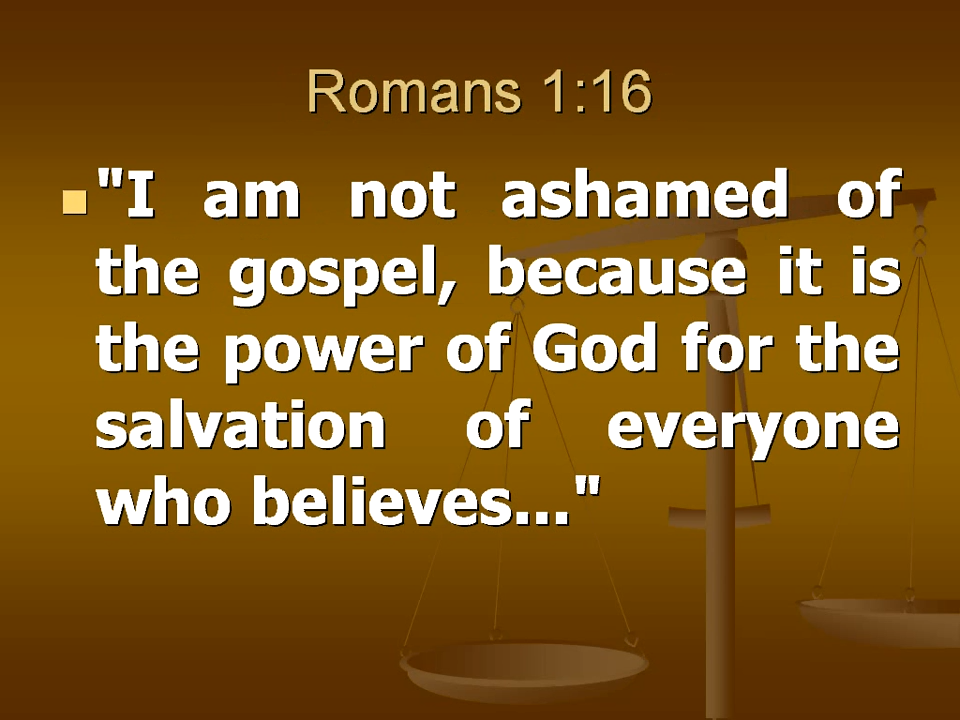 Romans 1:16
"I am not ashamed of
the gospel, because it is
the power of God for the
salvation of everyone
who believes..."